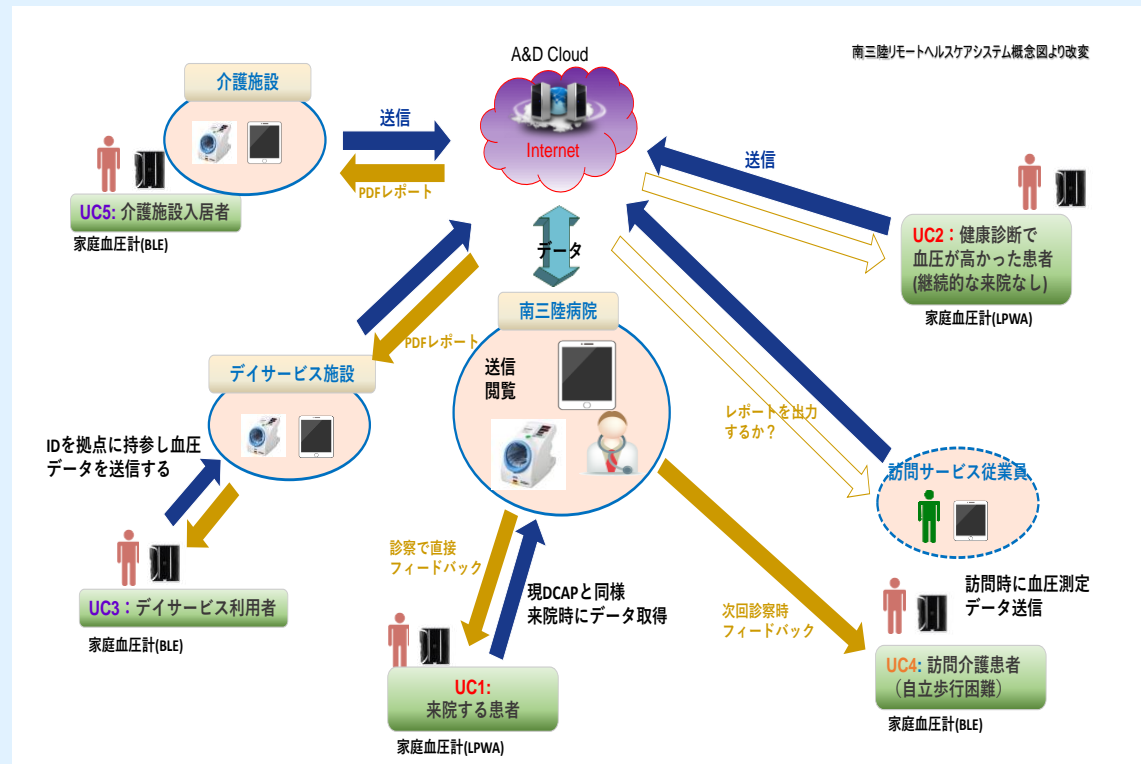 A&D Cloud
南三陸リモートヘルスケアシステム概念図より改変
介護施設
Internet
送信
PDFレポート
送信
UC5: 介護施設入居者
家庭血圧計(BLE)
UC2：健康診断で
血圧が高かった患者
(継続的な来院なし)
家庭血圧計(LPWA)
データ
南三陸病院
送信
閲覧
PDFレポート
デイサービス施設
IDを拠点に持参し血圧
データを送信する
レポートを出力
するか？
訪問サービス従業員
UC3：デイサービス利用者
家庭血圧計(BLE)
診察で直接
フィードバック
現DCAPと同様
来院時にデータ取得
次回診察時
フィードバック
訪問時に血圧測定
データ送信
UC1:
来院する患者
家庭血圧計(LPWA)
UC4: 訪問介護患者
（自立歩行困難）
家庭血圧計(BLE)